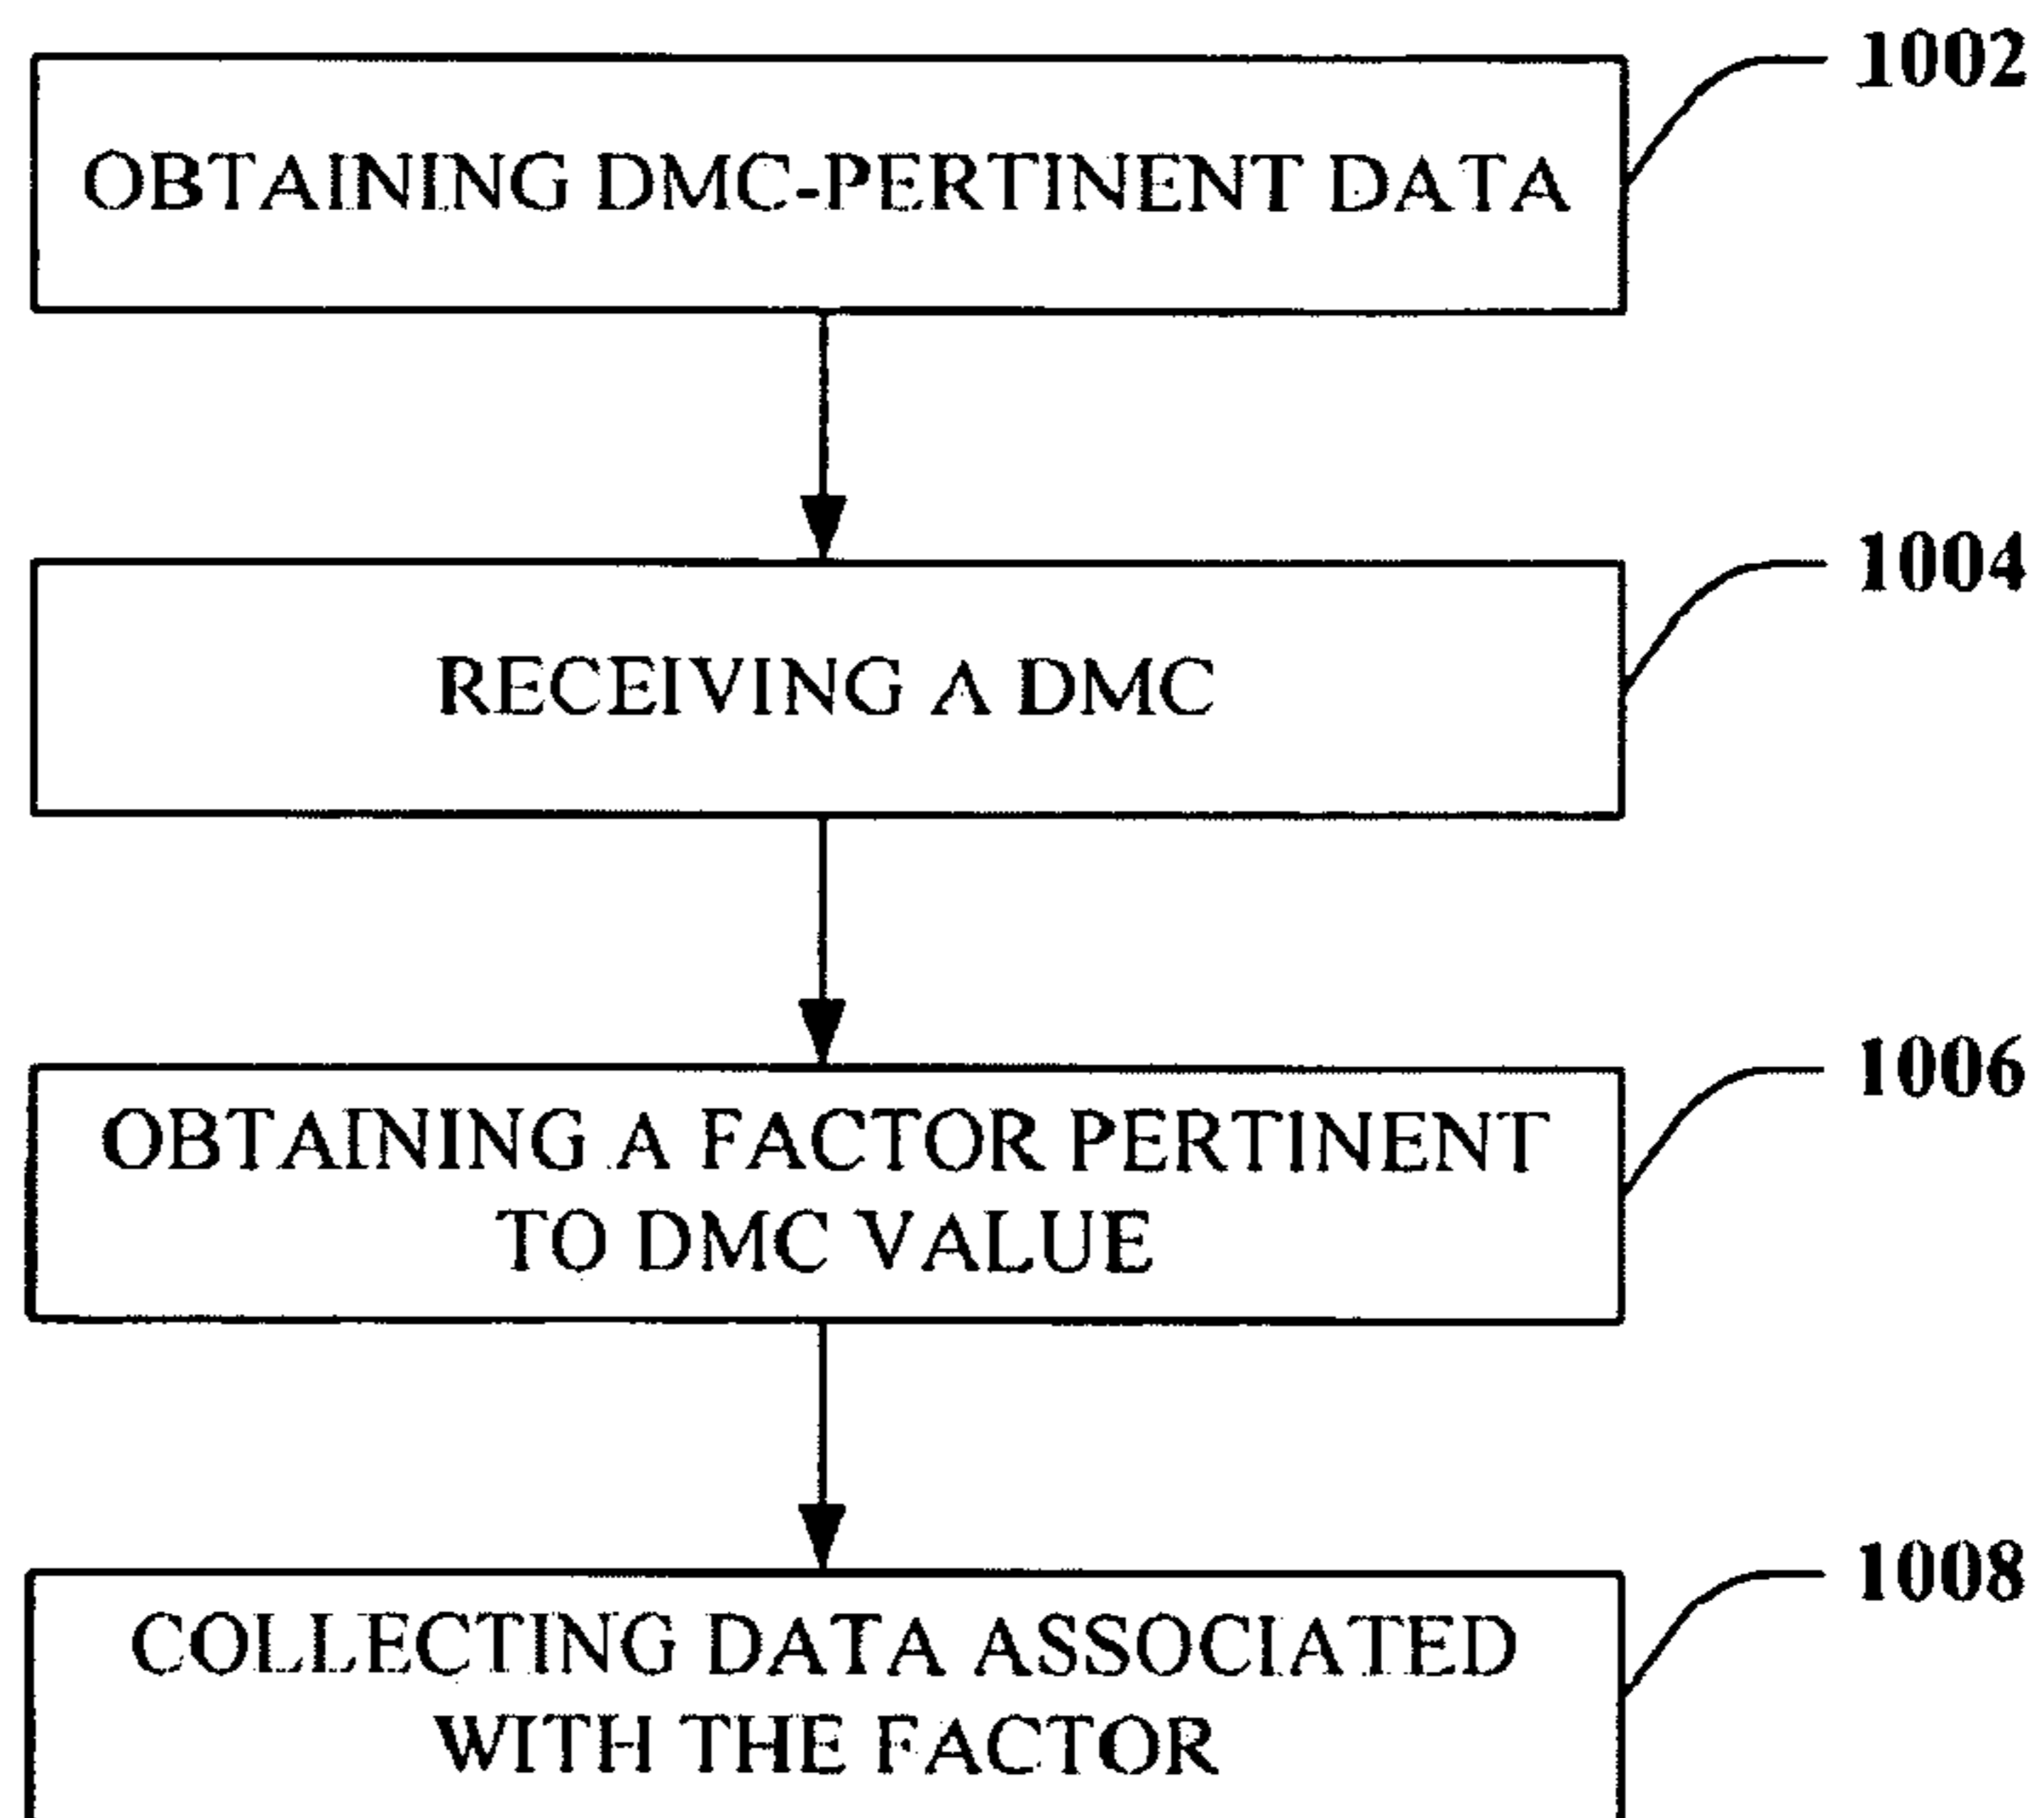 1002
OBTAINING DMC-PERTINENT DATA
1004
RECEIVING A DMC
1006
OBTAINING A FACTOR PERTINENT
TO DMC VALUE
1008
COLLECTING DATA ASSOCIATED
WITH THE FACTOR